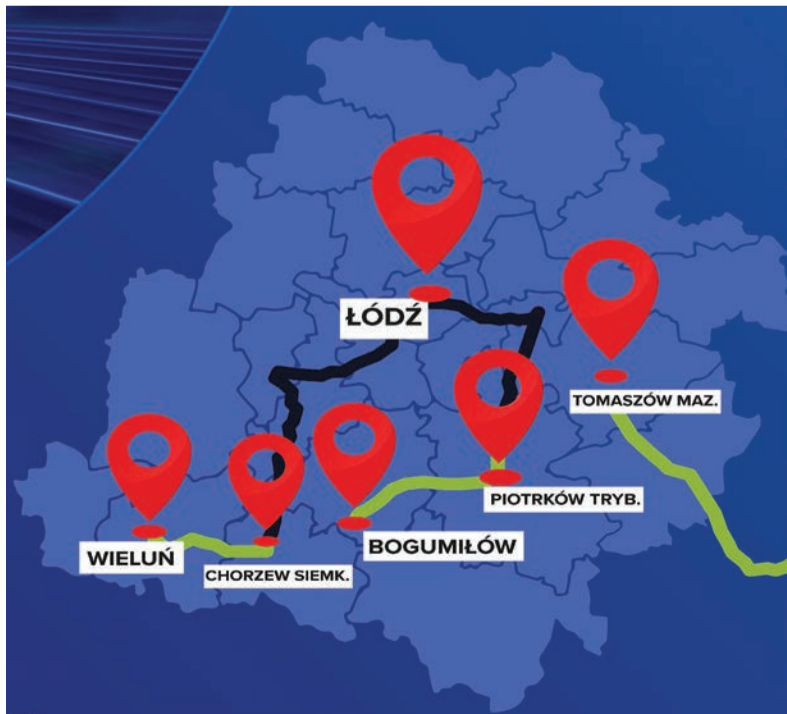 ŁÓDŹ
TOMASZÓW MAZ.
PIOTRKÓW TRYB.
BOGUMIŁÓW
WIELUŃ
CHORZEW SIEMK.